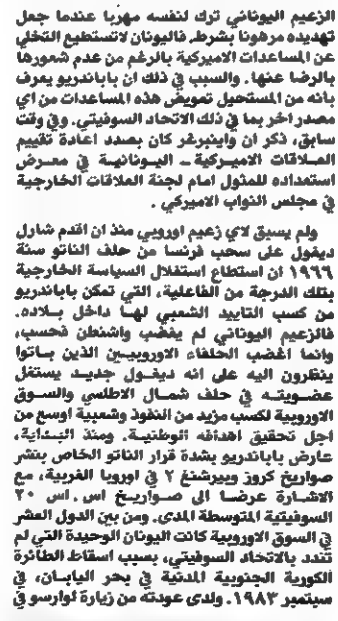 الزعيم اليوناني ترك لنفسه مهربا عندما جعل
تهديده مرهونا بشرط. فاليونان لاتستطيع التخلي
عن المساعدات الاميركية بالرغم من عدم شعورها
بالرضا عنها. والسبب في ذلك ان باباندريو يعرف
بانه من المستحيل تعويض هذه المساعدات من اي
مصدر اخر بما في ذلك الاتحاد السوفيتي. وفي وقت
سابق، ذكر ان واينبرغر كان بصدد اعادة تقييم
العلاقات الاميركية - اليونانية في معرض
استعداده للمثول امام لجنة العلاقات الخارجية
في مجلس النواب الاميركي .
ولم يسبق لاي زعيم اوروبي منذ ان اقدم شارل
ديغول على سحب فرنسا من حلف الناتو سنة
١٩٦٦ ان استطاع استغلال السياسة الخارجية
بتلك الدرجة من الفاعلية، التي تمكن باباندريو
من كسب التاييد الشعبي لها داخل بلاده.
فالزعيم اليوناني لم يغضب واشنطن فحسب،
وانما اغضب الحلفاء الاوروبيين الذين باتوا
ينظرون اليه على انه ديغول جديد يستغل
عضويته في حلف شمال الاطلسي والسوق
الاوروبية لكسب مزيد من النفوذ وشعبية اوسع من
اجل تحقيق اهدافه الوطنية. ومنذ البداية،
عارض باباندريو بشدة قرار الناتو الخاص بنشر
صواريخ كروز وبيرشنغ ٢ في اوروبا الغربية، مع
الاشارة عرضا الى صواريخ اس. اس ٢٠
السوفيتية المتوسطة المدى. ومن بين الدول العشر
في السوق الاوروبية كانت اليونان الوحيدة التي لم
تندد بالاتحاد السوفيتي، بسبب اسقاط الطائرة
الكورية الجنوبية المدنية في بحر اليابان، في
سبتمبر ١٩٨٣. ولدى عودته من زيارة لوارسو في